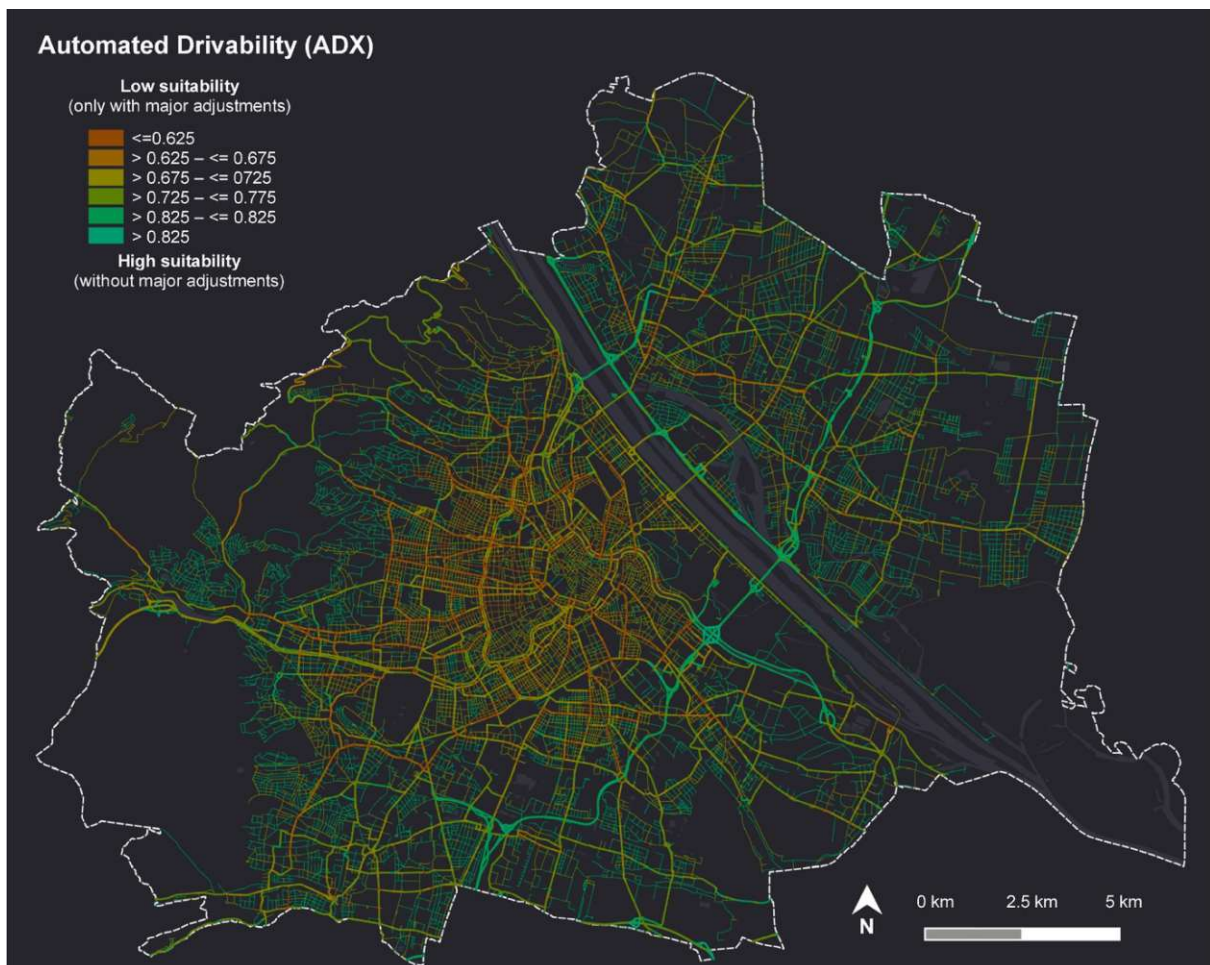 Automated Drivability (ADX)
Low suitability
(only with major adjustments)
<=0.625
> 0.625 – <= 0.675
> 0.675 – <= 0725
> 0.725 – <= 0.775
> 0.825 – <= 0.825
> 0.825
High suitability
(without major adjustments)
N
0 km 2.5 km 5 km